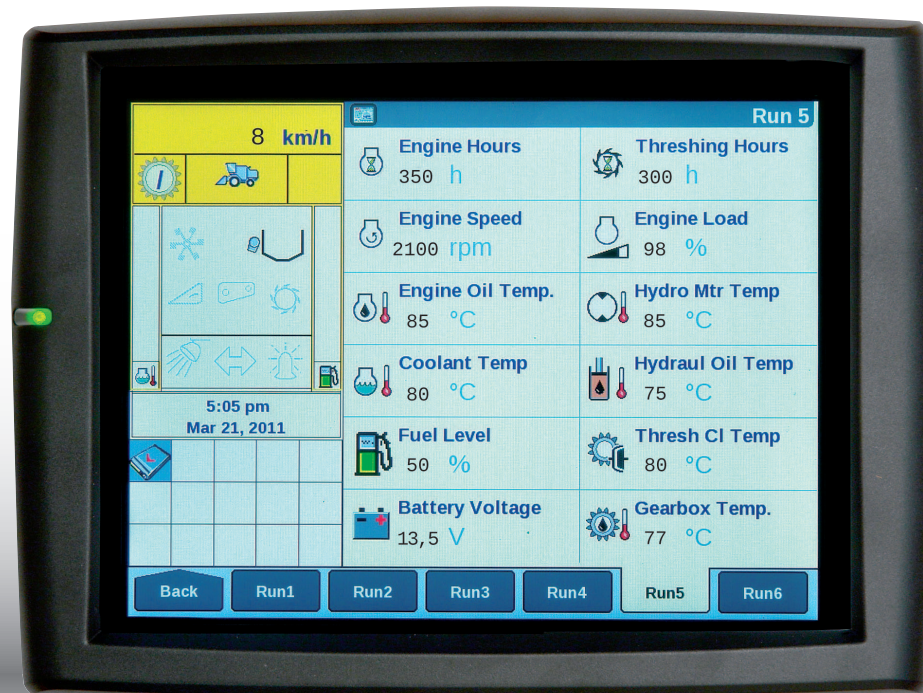 8 km/h
Run 5
Engine Hours
350 h
Threshing Hours
300 h
Engine Speed
2100 rpm
Engine Load
98 %
Engine Oil Temp.
85 °C
Hydro Mtr Temp
85 °C
Coolant Temp
80 °C
Hydraul Oil Temp
75 °C
Fuel Level
50 %
Thresh Cl Temp
80 °C
Battery Voltage
13,5 V
Gearbox Temp.
77 °C
5:05 pm
Mar 21, 2011
Back
Run1
Run2
Run3
Run4
Run5
Run6